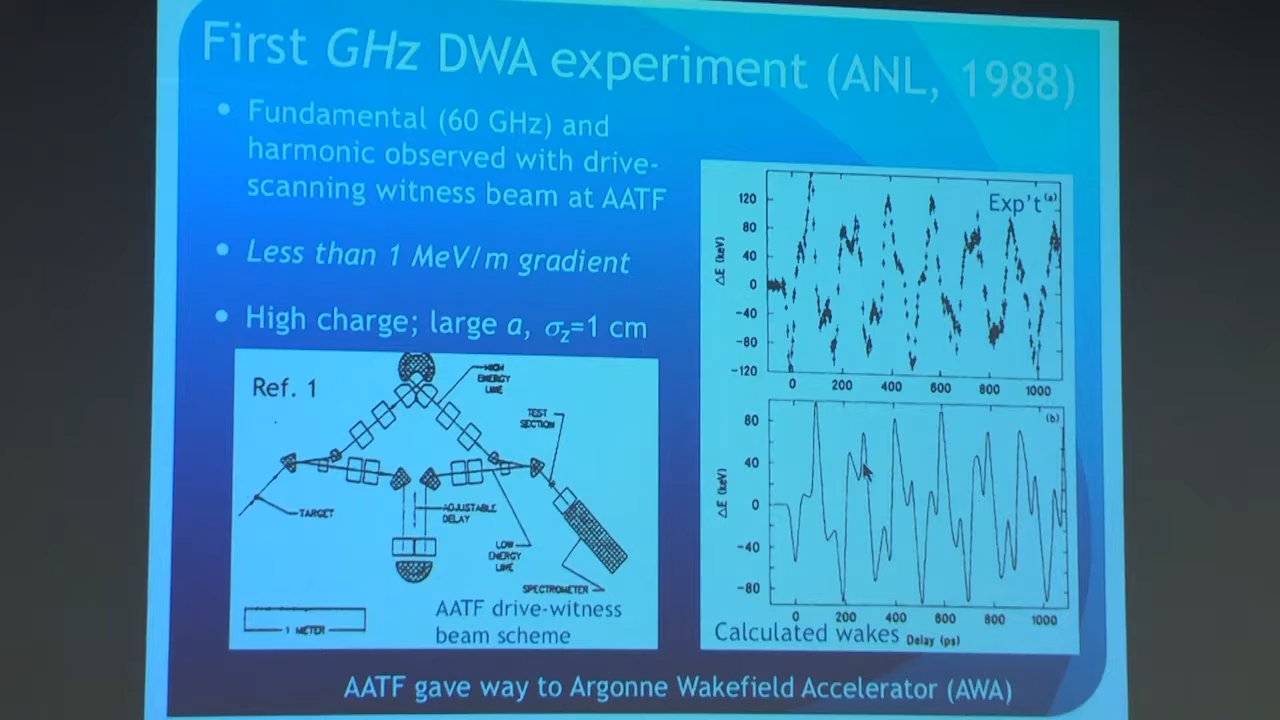 First GHz DWA experiment (ANL, 1988)
• Fundamental (60 GHz) and
harmonic observed with drive-
scanning witness beam at AATF
• Less than 1 MeV/m gradient
• High charge; large a, σz=1 cm
Ref. 1
HIGH
ENERGY
LINE
TEST
SECTION
TARGET
ADJUSTABLE
DELAY
LOW
ENERGY
LINE
SPECTROMETER
1 METER
AATF drive-witness
beam scheme
Exp't (a)
ΔE (keV)
120
80
40
0
-40
-80
-120
0 200 400 600 800 1000
(b)
ΔE (keV)
80
40
0
-40
-80
0 200 400 600 800 1000
Calculated wakes Delay (ps)
AATF gave way to Argonne Wakefield Accelerator (AWA)